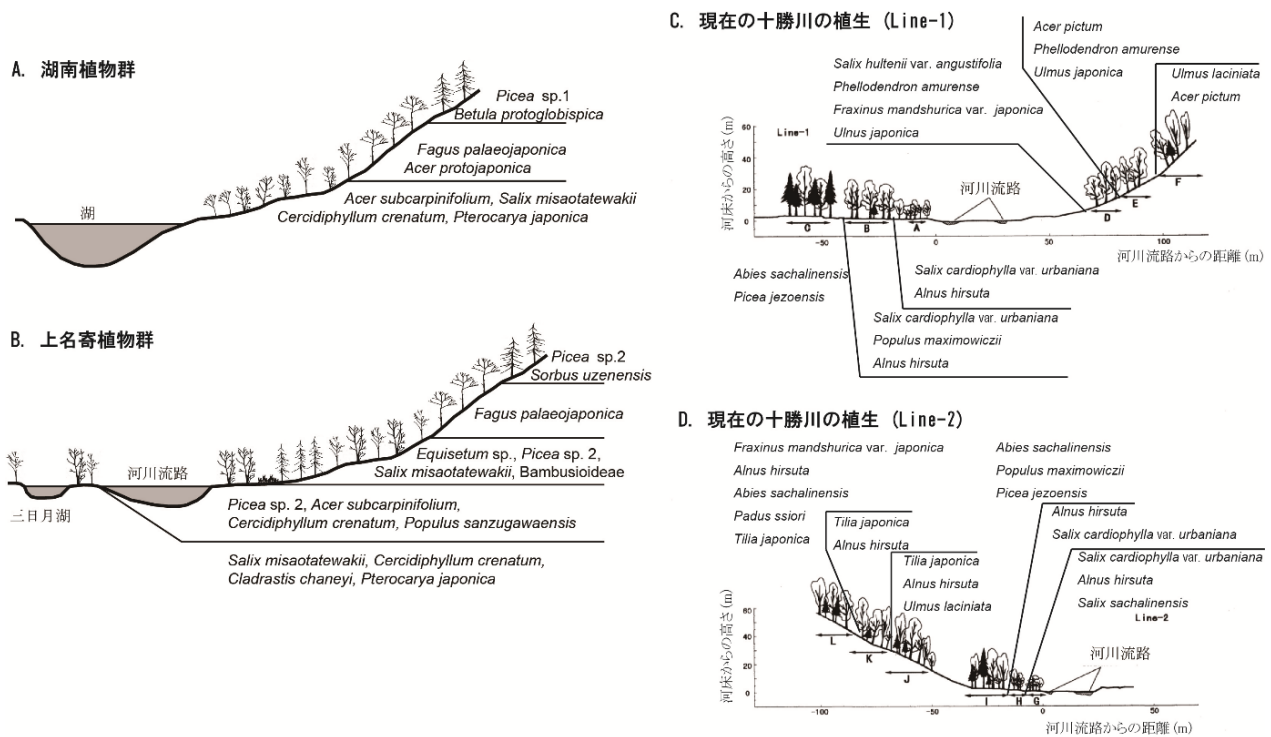 A. 湖南植物群
Picea sp.1
Betula protoglobispica
Fagus palaeojaponica
Acer protojaponica
Acer subcarpinifolium, Salix misaotatewakii
Cercidiphyllum crenatum, Pterocarya japonica
湖
B. 上名寄植物群
Picea sp.2
Sorbus uzenensis
Fagus palaeojaponica
Equisetum sp., Picea sp. 2,
Salix misaotatewakii, Bambusioideae
河川流路
三日月湖
Picea sp. 2, Acer subcarpinifolium,
Cercidiphyllum crenatum, Populus sanzugawaensis
Salix misaotatewakii, Cercidiphyllum crenatum,
Cladrastis chaneyi, Pterocarya japonica
C. 現在の十勝川の植生 (Line-1)
Acer pictum
Phellodendron amurense
Ulmus japonica
Salix hultenii var. angustifolia
Phellodendron amurense
Fraxinus mandshurica var. japonica
Ulnus japonica
Ulmus laciniata
Acer pictum
Line-1
河床からの高さ (m)
60
40
20
0
河川流路
C
B
A
D
E
F
-50
0
50
100
河川流路からの距離 (m)
Abies sachalinensis
Picea jezoensis
Salix cardiophylla var. urbaniana
Alnus hirsuta
Salix cardiophylla var. urbaniana
Populus maximowiczii
Alnus hirsuta
D. 現在の十勝川の植生 (Line-2)
Fraxinus mandshurica var. japonica
Alnus hirsuta
Abies sachalinensis
Padus ssiori
Tilia japonica
Tilia japonica
Alnus hirsuta
Tilia japonica
Alnus hirsuta
Ulmus laciniata
Abies sachalinensis
Populus maximowiczii
Picea jezoensis
Alnus hirsuta
Salix cardiophylla var. urbaniana
Salix cardiophylla var. urbaniana
Alnus hirsuta
Salix sachalinensis
Line-2
河川流路
河床からの高さ (m)
60
40
20
0
L
K
J
I
H
G
-100
-50
0
50
河川流路からの距離 (m)